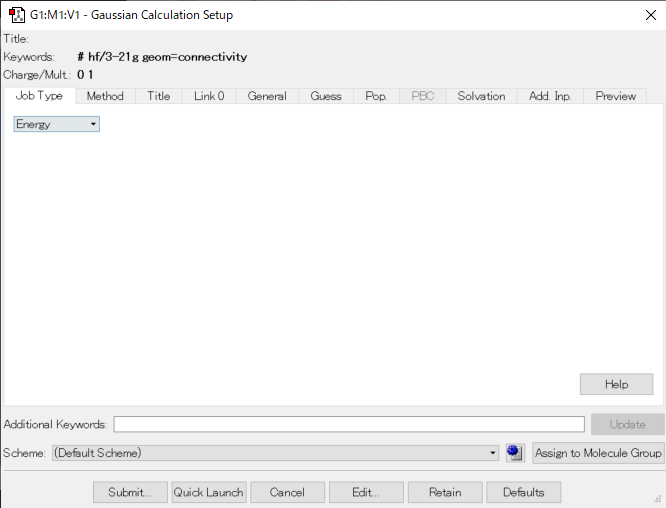 G1:M1:V1 - Gaussian Calculation Setup
Title:
Keywords: # hf/3-21g geom=connectivity
Charge/Mult.: 0 1
Job Type Method Title Link 0 General Guess Pop. PBC Solvation Add. Inp. Preview
Energy
Help
Additional Keywords: Update
Scheme: (Default Scheme) Assign to Molecule Group
Submit... Quick Launch Cancel Edit... Retain Defaults